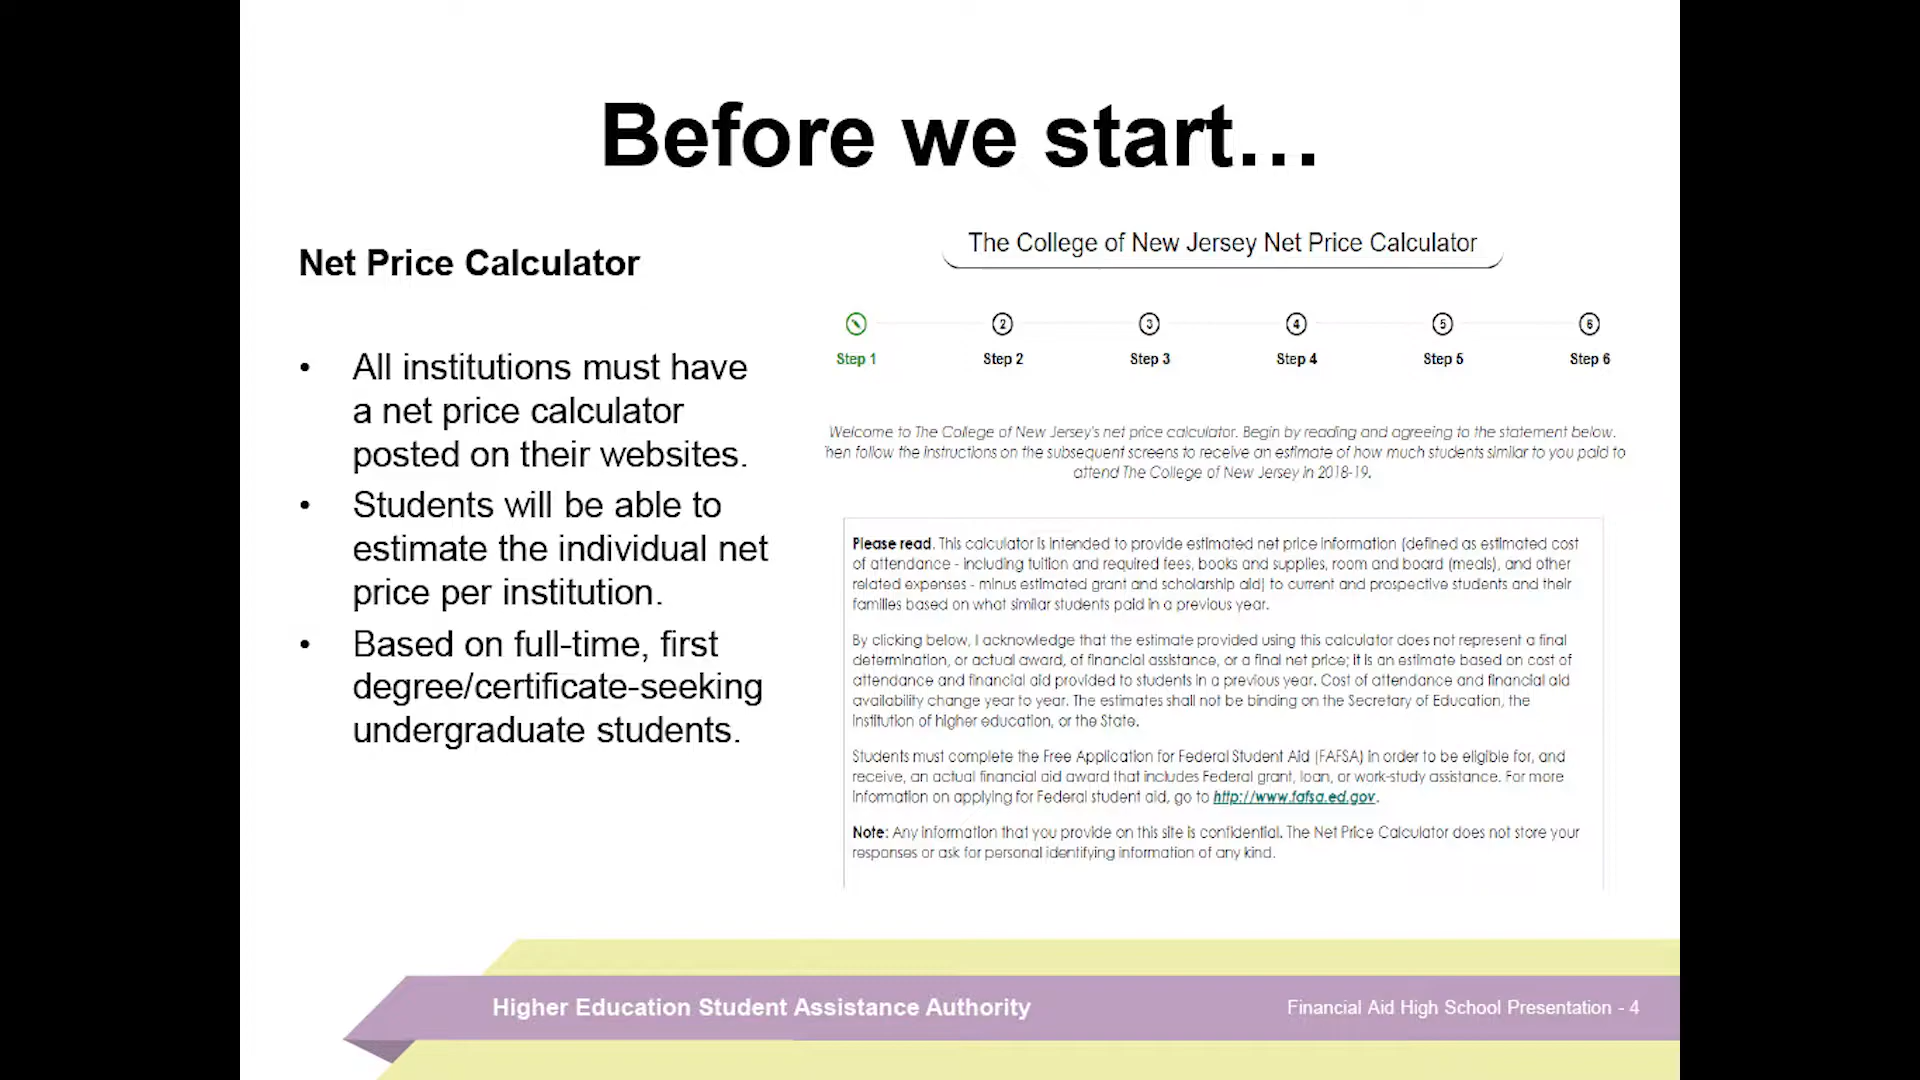 Before we start…
Net Price Calculator
• All institutions must have
a net price calculator
posted on their websites.
• Students will be able to
estimate the individual net
price per institution.
• Based on full-time, first
degree/certificate-seeking
undergraduate students.
The College of New Jersey Net Price Calculator
2 3 4 5 6
Step 1 Step 2 Step 3 Step 4 Step 5 Step 6
Welcome to The College of New Jersey's net price calculator. Begin by reading and agreeing to the statement below.
hen follow the instructions on the subsequent screens to receive an estimate of how much students similar to you paid to
attend The College of New Jersey in 2018-19.
Please read. This calculator is intended to provide estimated net price information (defined as estimated cost
of attendance - including tuition and required fees, books and supplies, room and board (meals), and other
related expenses - minus estimated grant and scholarship aid) to current and prospective students and their
families based on what similar students paid in a previous year.
By clicking below, I acknowledge that the estimate provided using this calculator does not represent a final
determination, or actual award, of financial assistance, or a final net price; it is an estimate based on cost of
attendance and financial aid provided to students in a previous year. Cost of attendance and financial aid
availability change year to year. The estimates shall not be binding on the Secretary of Education, the
institution of higher education, or the State.
Students must complete the Free Application for Federal Student Aid (FAFSA) in order to be eligible for, and
receive, an actual financial aid award that includes Federal grant, loan, or work-study assistance. For more
information on applying for Federal student aid, go to http://www.fafsa.ed.gov.
Note: Any information that you provide on this site is confidential. The Net Price Calculator does not store your
responses or ask for personal identifying information of any kind.
Higher Education Student Assistance Authority
Financial Aid High School Presentation - 4